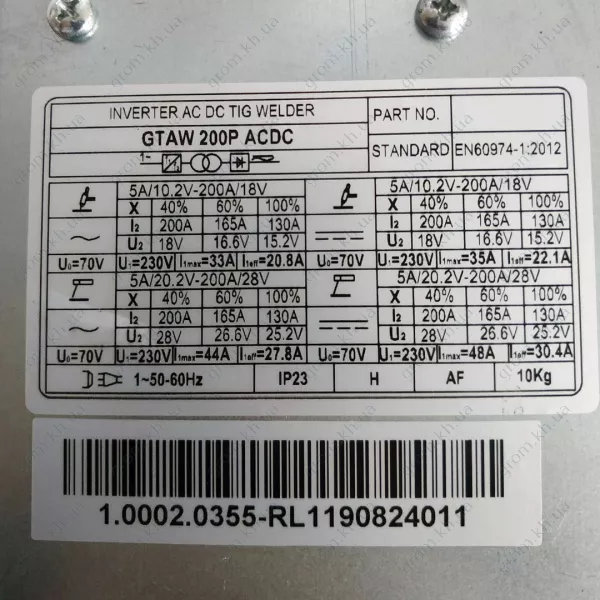 INVERTER AC DC TIG WELDER
GTAW 200P ACDC
PART NO.
STANDARD EN60974-1:2012
1~
5A/10.2V-200A/18V
X 40% 60% 100%
I2 200A 165A 130A
U2 18V 16.6V 15.2V
U0=70V U1=230V I1max=33A I1eff=20.8A
5A/10.2V-200A/18V
X 40% 60% 100%
I2 200A 165A 130A
U2 18V 16.6V 15.2V
U0=70V U1=230V I1max=35A I1eff=22.1A
5A/20.2V-200A/28V
X 40% 60% 100%
I2 200A 165A 130A
U2 28V 26.6V 25.2V
U0=70V U1=230V I1max=44A I1eff=27.8A
5A/20.2V-200A/28V
X 40% 60% 100%
I2 200A 165A 130A
U2 28V 26.6V 25.2V
U0=70V U1=230V I1max=48A I1eff=30.4A
1~50-60Hz IP23 H AF 10Kg
1.0002.0355-RL1190824011
grom.kh.ua